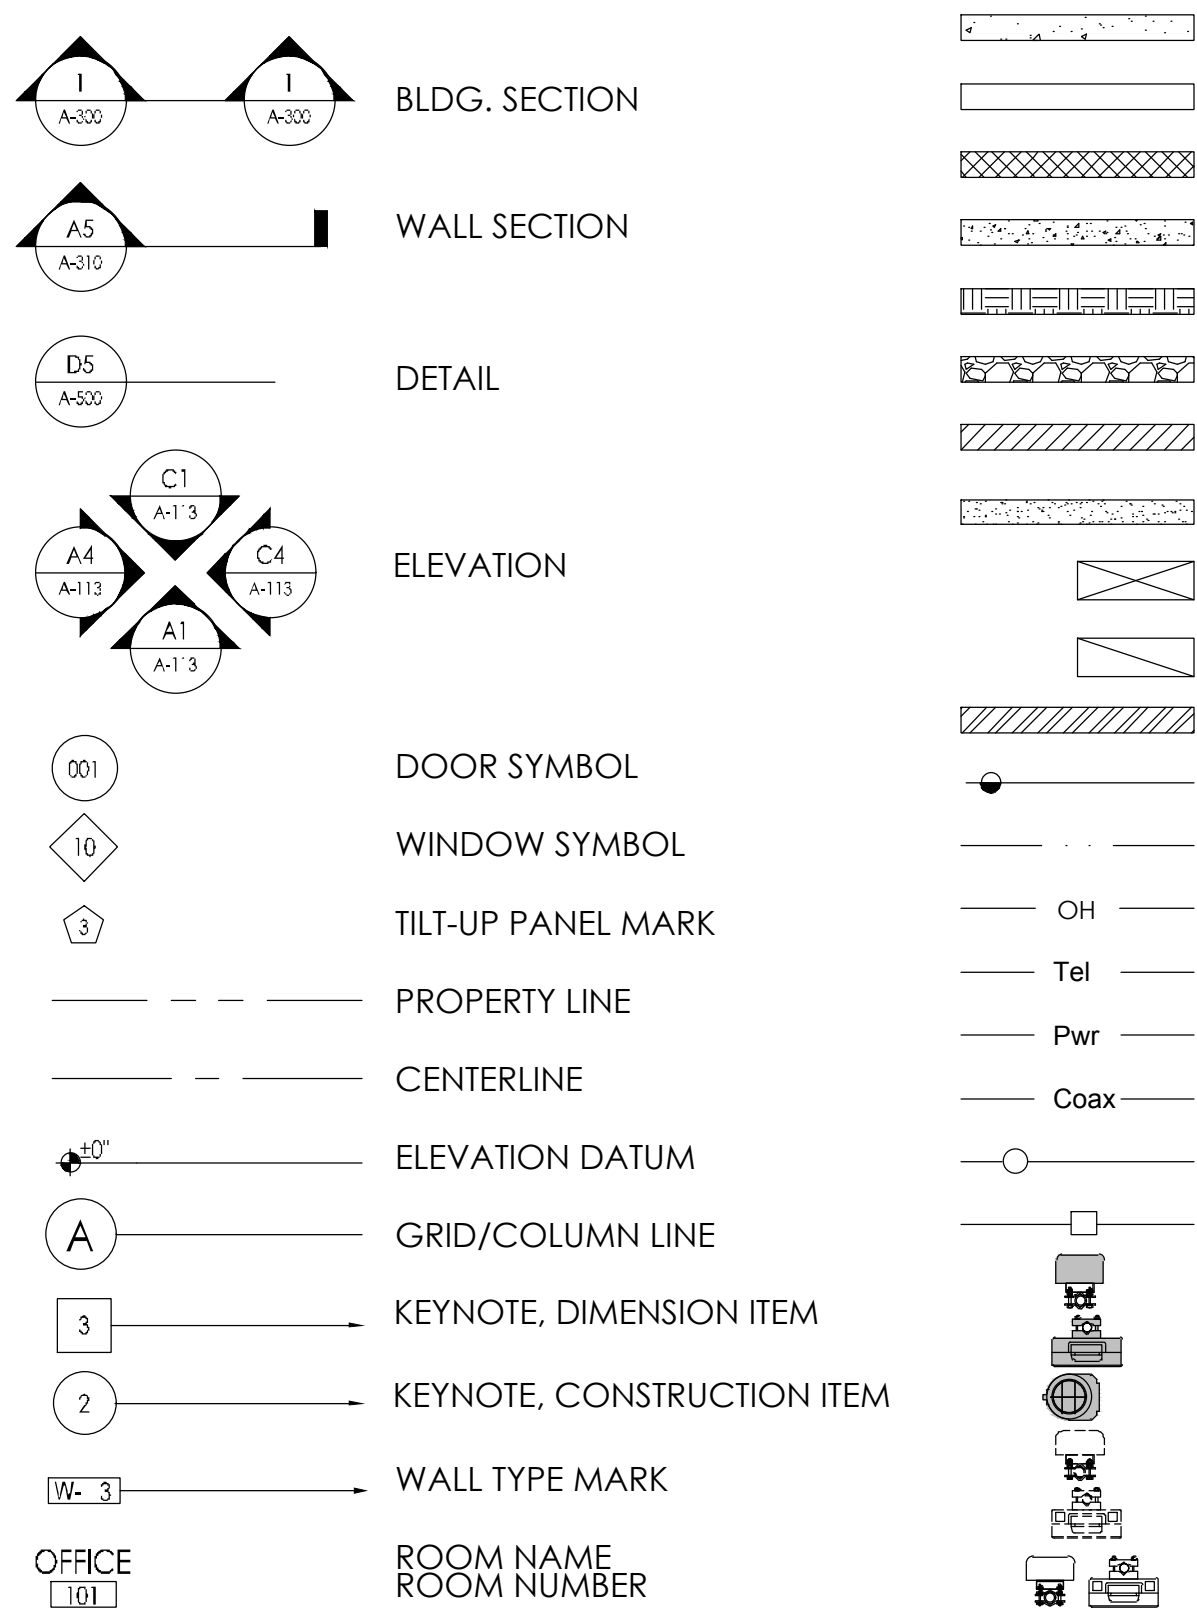 1
A-300
1
A-300
BLDG. SECTION
A5
A-310
WALL SECTION
D5
A-500
DETAIL
C1
A-113
A4
A-113
C4
A-113
A1
A-113
ELEVATION
001
DOOR SYMBOL
10
WINDOW SYMBOL
3
TILT-UP PANEL MARK
PROPERTY LINE
CENTERLINE
±0"
ELEVATION DATUM
A
GRID/COLUMN LINE
3
KEYNOTE, DIMENSION ITEM
2
KEYNOTE, CONSTRUCTION ITEM
W- 3
WALL TYPE MARK
OFFICE
101
ROOM NAME
ROOM NUMBER
OH
Tel
Pwr
Coax